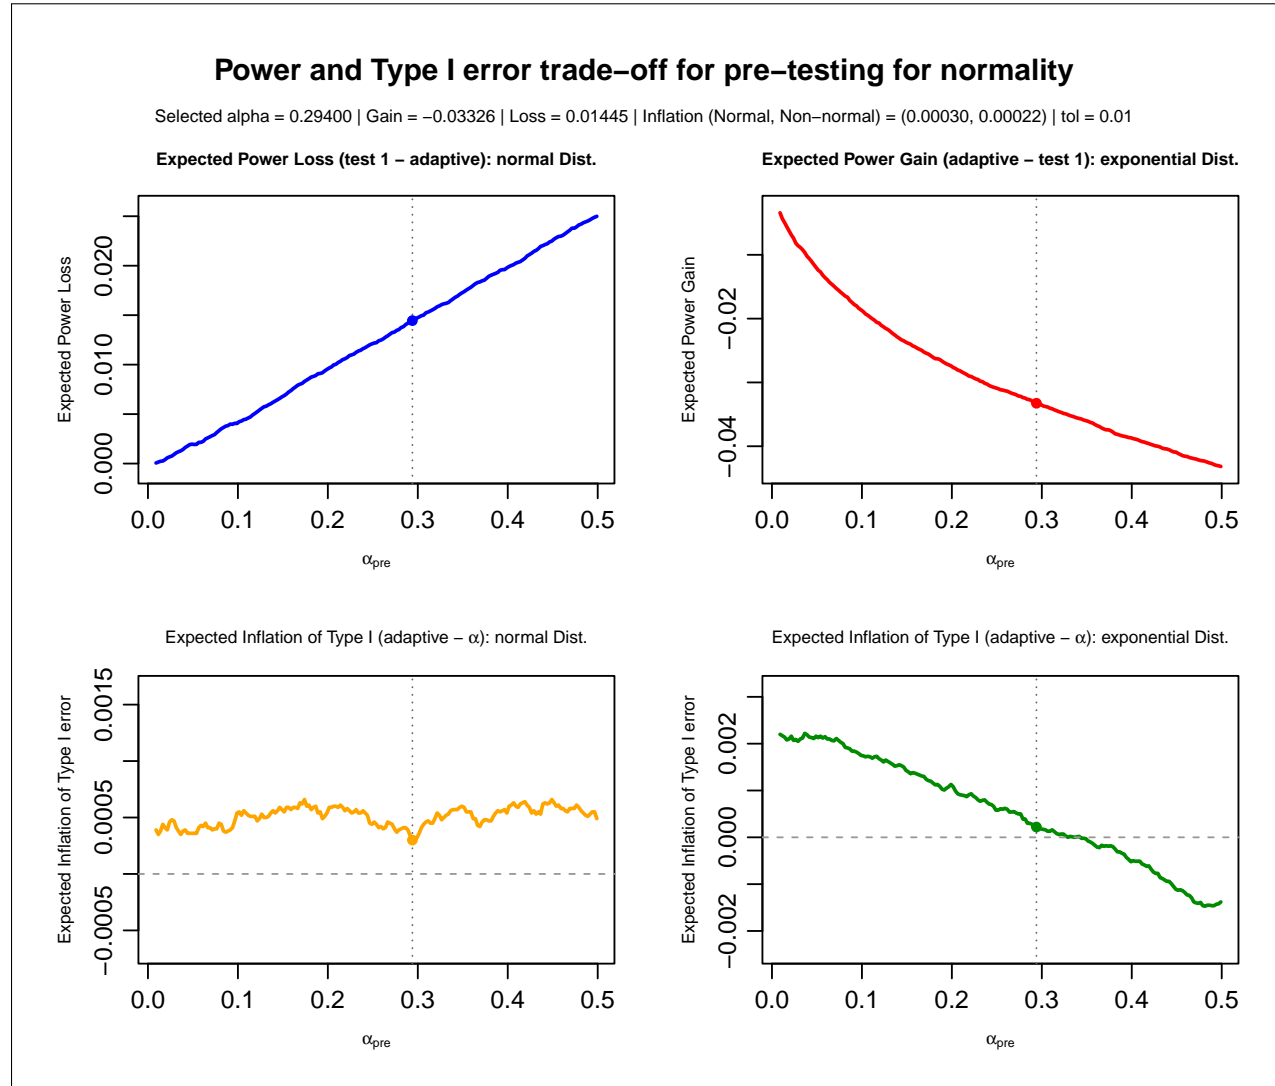 Power and Type I error trade−off for pre−testing for normality
Selected alpha = 0.29400 | Gain = −0.03326 | Loss = 0.01445 | Inflation (Normal, Non−normal) = (0.00030, 0.00022) | tol = 0.01
Expected Power Loss (test 1 − adaptive): normal Dist.
Expected Power Loss
0.020
0.010
0.000
0.0 0.1 0.2 0.3 0.4 0.5
αpre
Expected Power Gain (adaptive − test 1): exponential Dist.
Expected Power Gain
−0.02
−0.04
0.0 0.1 0.2 0.3 0.4 0.5
αpre
Expected Inflation of Type I (adaptive − α): normal Dist.
Expected Inflation of Type I error
0.0015
0.0005
−0.0005
0.0 0.1 0.2 0.3 0.4 0.5
αpre
Expected Inflation of Type I (adaptive − α): exponential Dist.
Expected Inflation of Type I error
0.002
0.000
−0.002
0.0 0.1 0.2 0.3 0.4 0.5
αpre